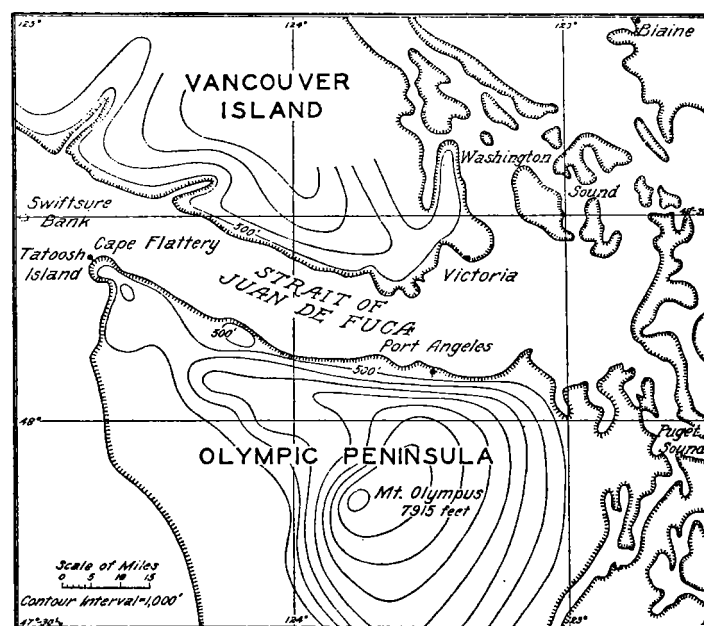 125°
124°
123°
Blaine
VANCOUVER
ISLAND
Washington
Sound
Swiftsure
Bank
500'
Cape Flattery
Tatoosh
Island
Victoria
STRAIT OF
JUAN DE FUCA
500'
Port Angeles
500'
48°
Puget
Sound
OLYMPIC PENINSULA
Mt. Olympus
7915 feet
Scale of Miles
0 5 10 15
Contour Interval=1,000'
47°-30'
124°
123°